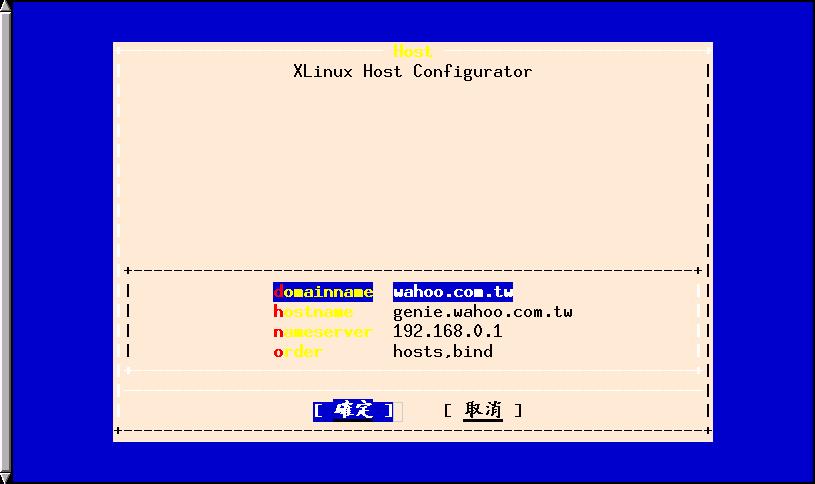 Host
XLinux Host Configurator
domainname wahoo.com.tw
hostname genie.wahoo.com.tw
nameserver 192.168.0.1
order hosts,bind
[ 確定 ] [ 取消 ]